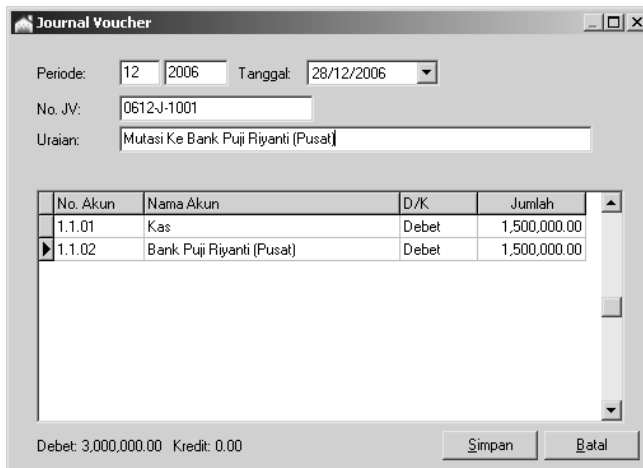 Journal Voucher
Periode: 12 2006 Tanggal: 28/12/2006
No. JV: 0612-J-1001
Uraian: Mutasi Ke Bank Puji Riyanti (Pusat)
No. Akun Nama Akun D/K Jumlah
1.1.01 Kas Debet 1,500,000.00
1.1.02 Bank Puji Riyanti (Pusat) Debet 1,500,000.00
Debet: 3,000,000.00 Kredit: 0.00 Simpan Batal